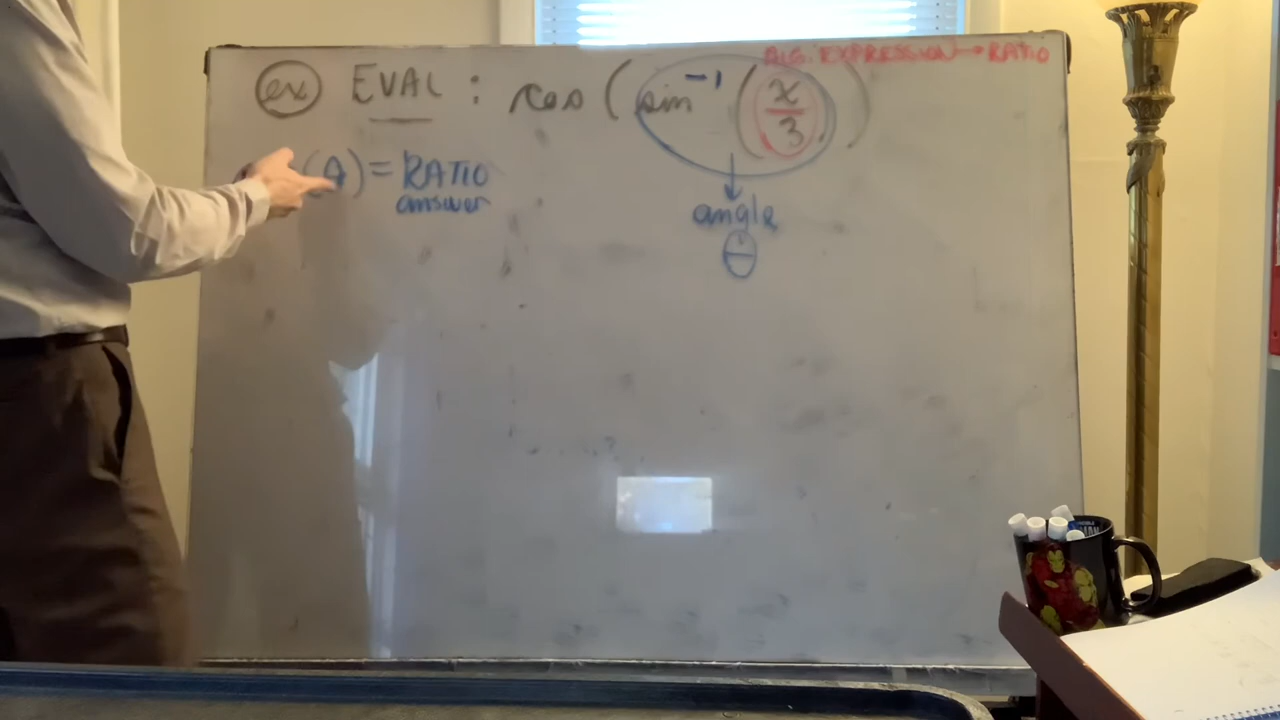 ALG. EXPRESSION → RATIO
ex EVAL : cos (sin⁻¹ (x/3))
(θ) = RATIO
answer
angle
θ